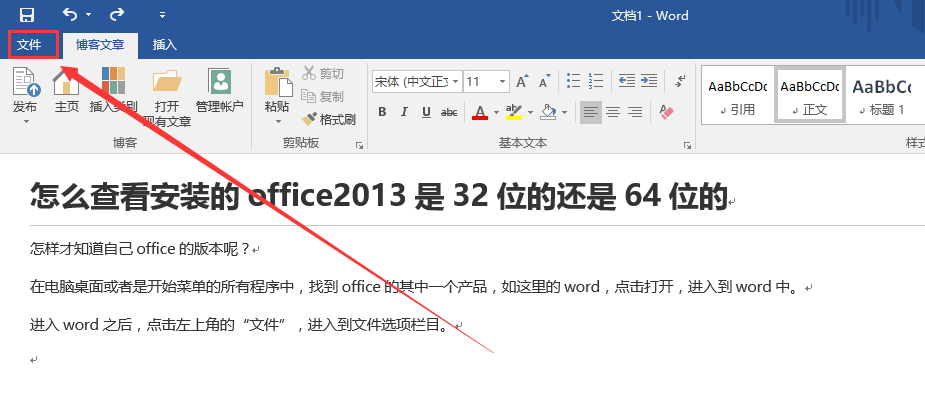 文档1 - Word
文件 博客文章 插入
发布 主页 插入类别 打开 现有文章 管理帐户
粘贴 剪切 复制 格式刷
宋体 (中文正文 11 A A
B I U abc A aby A
AaBbCcDc AaBbCcDc AaBbCc
引用 正文 标题 1
博客 剪贴板 基本文本 样式
怎么查看安装的 office2013 是 32 位的还是 64 位的
怎样才知道自己 office 的版本呢？
在电脑桌面或者是开始菜单的所有程序中，找到 office 的其中一个产品，如这里的 word，点击打开，进入到 word 中。
进入 word 之后，点击左上角的“文件”，进入到文件选项栏目。